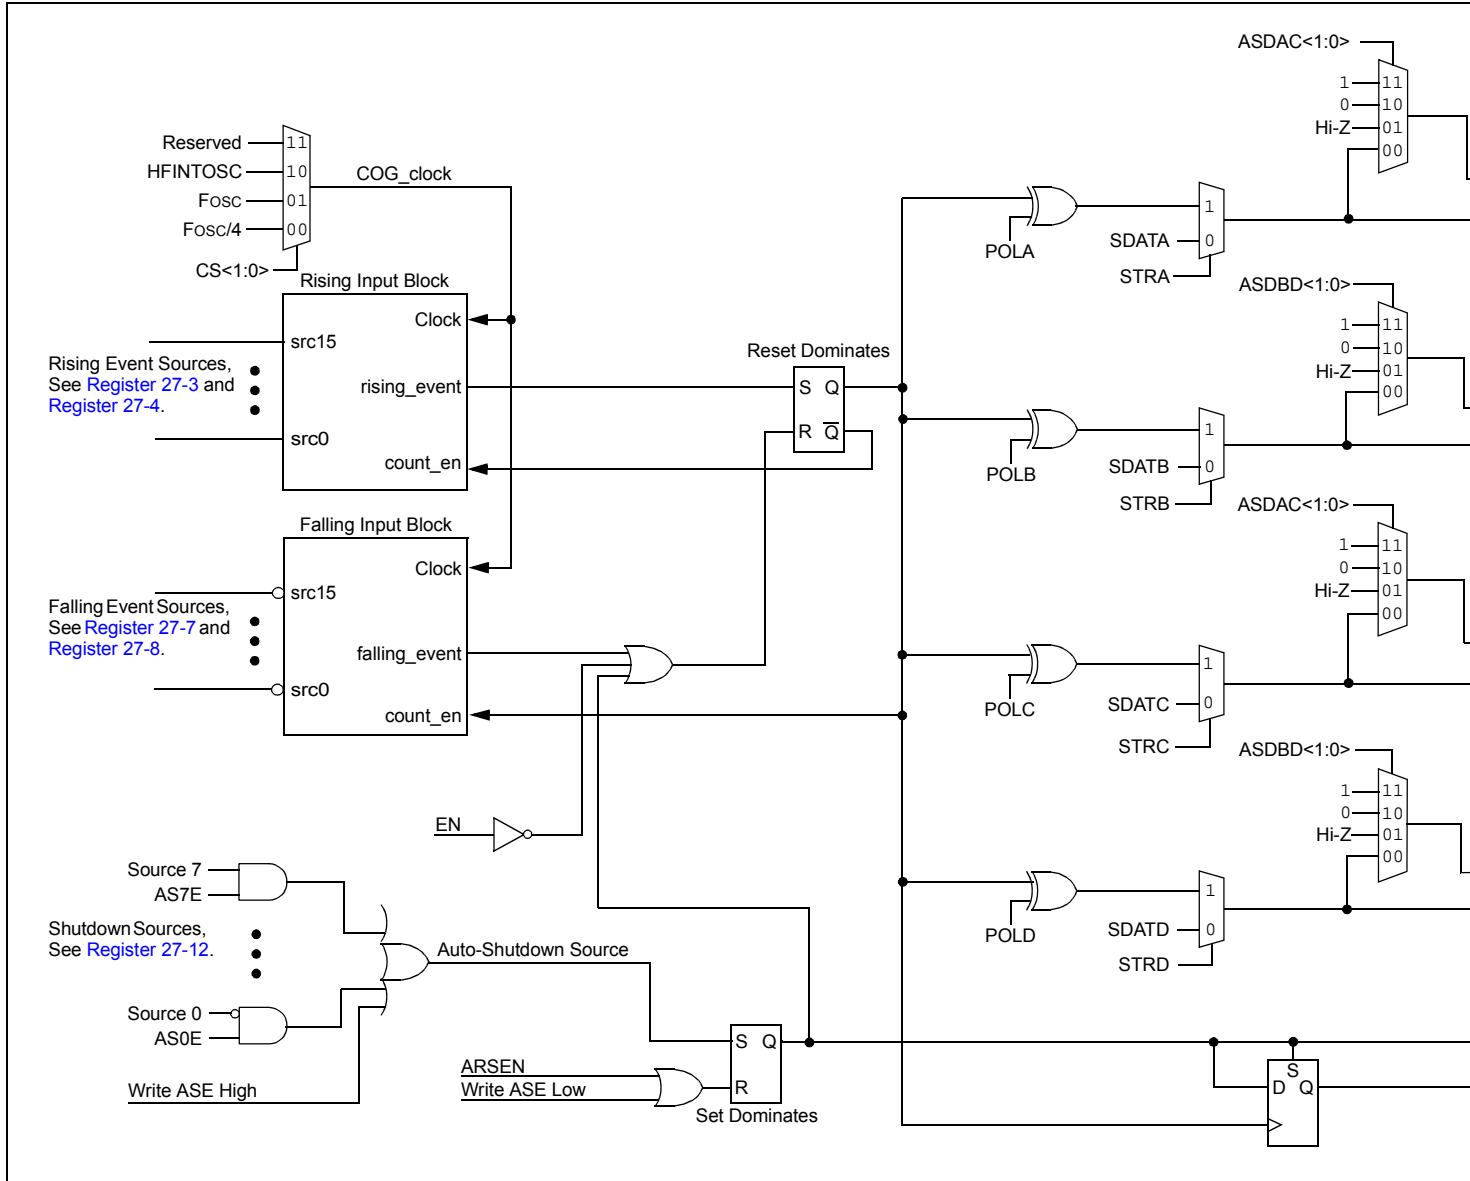 ASDAC<1:0>
1 11
0 10
Hi-Z 01
00
Reserved 11
HFINTOSC 10
FOSC 01
FOSC/4 00
COG_clock
CS<1:0>
POLA
1
SDATA 0
STRA
Rising Input Block
Clock
src15
rising_event
src0
count_en
Rising Event Sources,
See Register 27-3 and
Register 27-4.
Reset Dominates
S Q
R Q̅
ASDBD<1:0>
1 11
0 10
Hi-Z 01
00
POLB
1
SDATB 0
STRB
Falling Input Block
Clock
src15
falling_event
src0
count_en
Falling Event Sources,
See Register 27-7 and
Register 27-8.
ASDAC<1:0>
1 11
0 10
Hi-Z 01
00
POLC
1
SDATC 0
STRC
ASDBD<1:0>
1 11
0 10
Hi-Z 01
00
POLD
1
SDATD 0
STRD
EN
Source 7
AS7E
Shutdown Sources,
See Register 27-12.
Source 0
AS0E
Write ASE High
Auto-Shutdown Source
ARSEN
Write ASE Low
S Q
R
Set Dominates
S
D Q